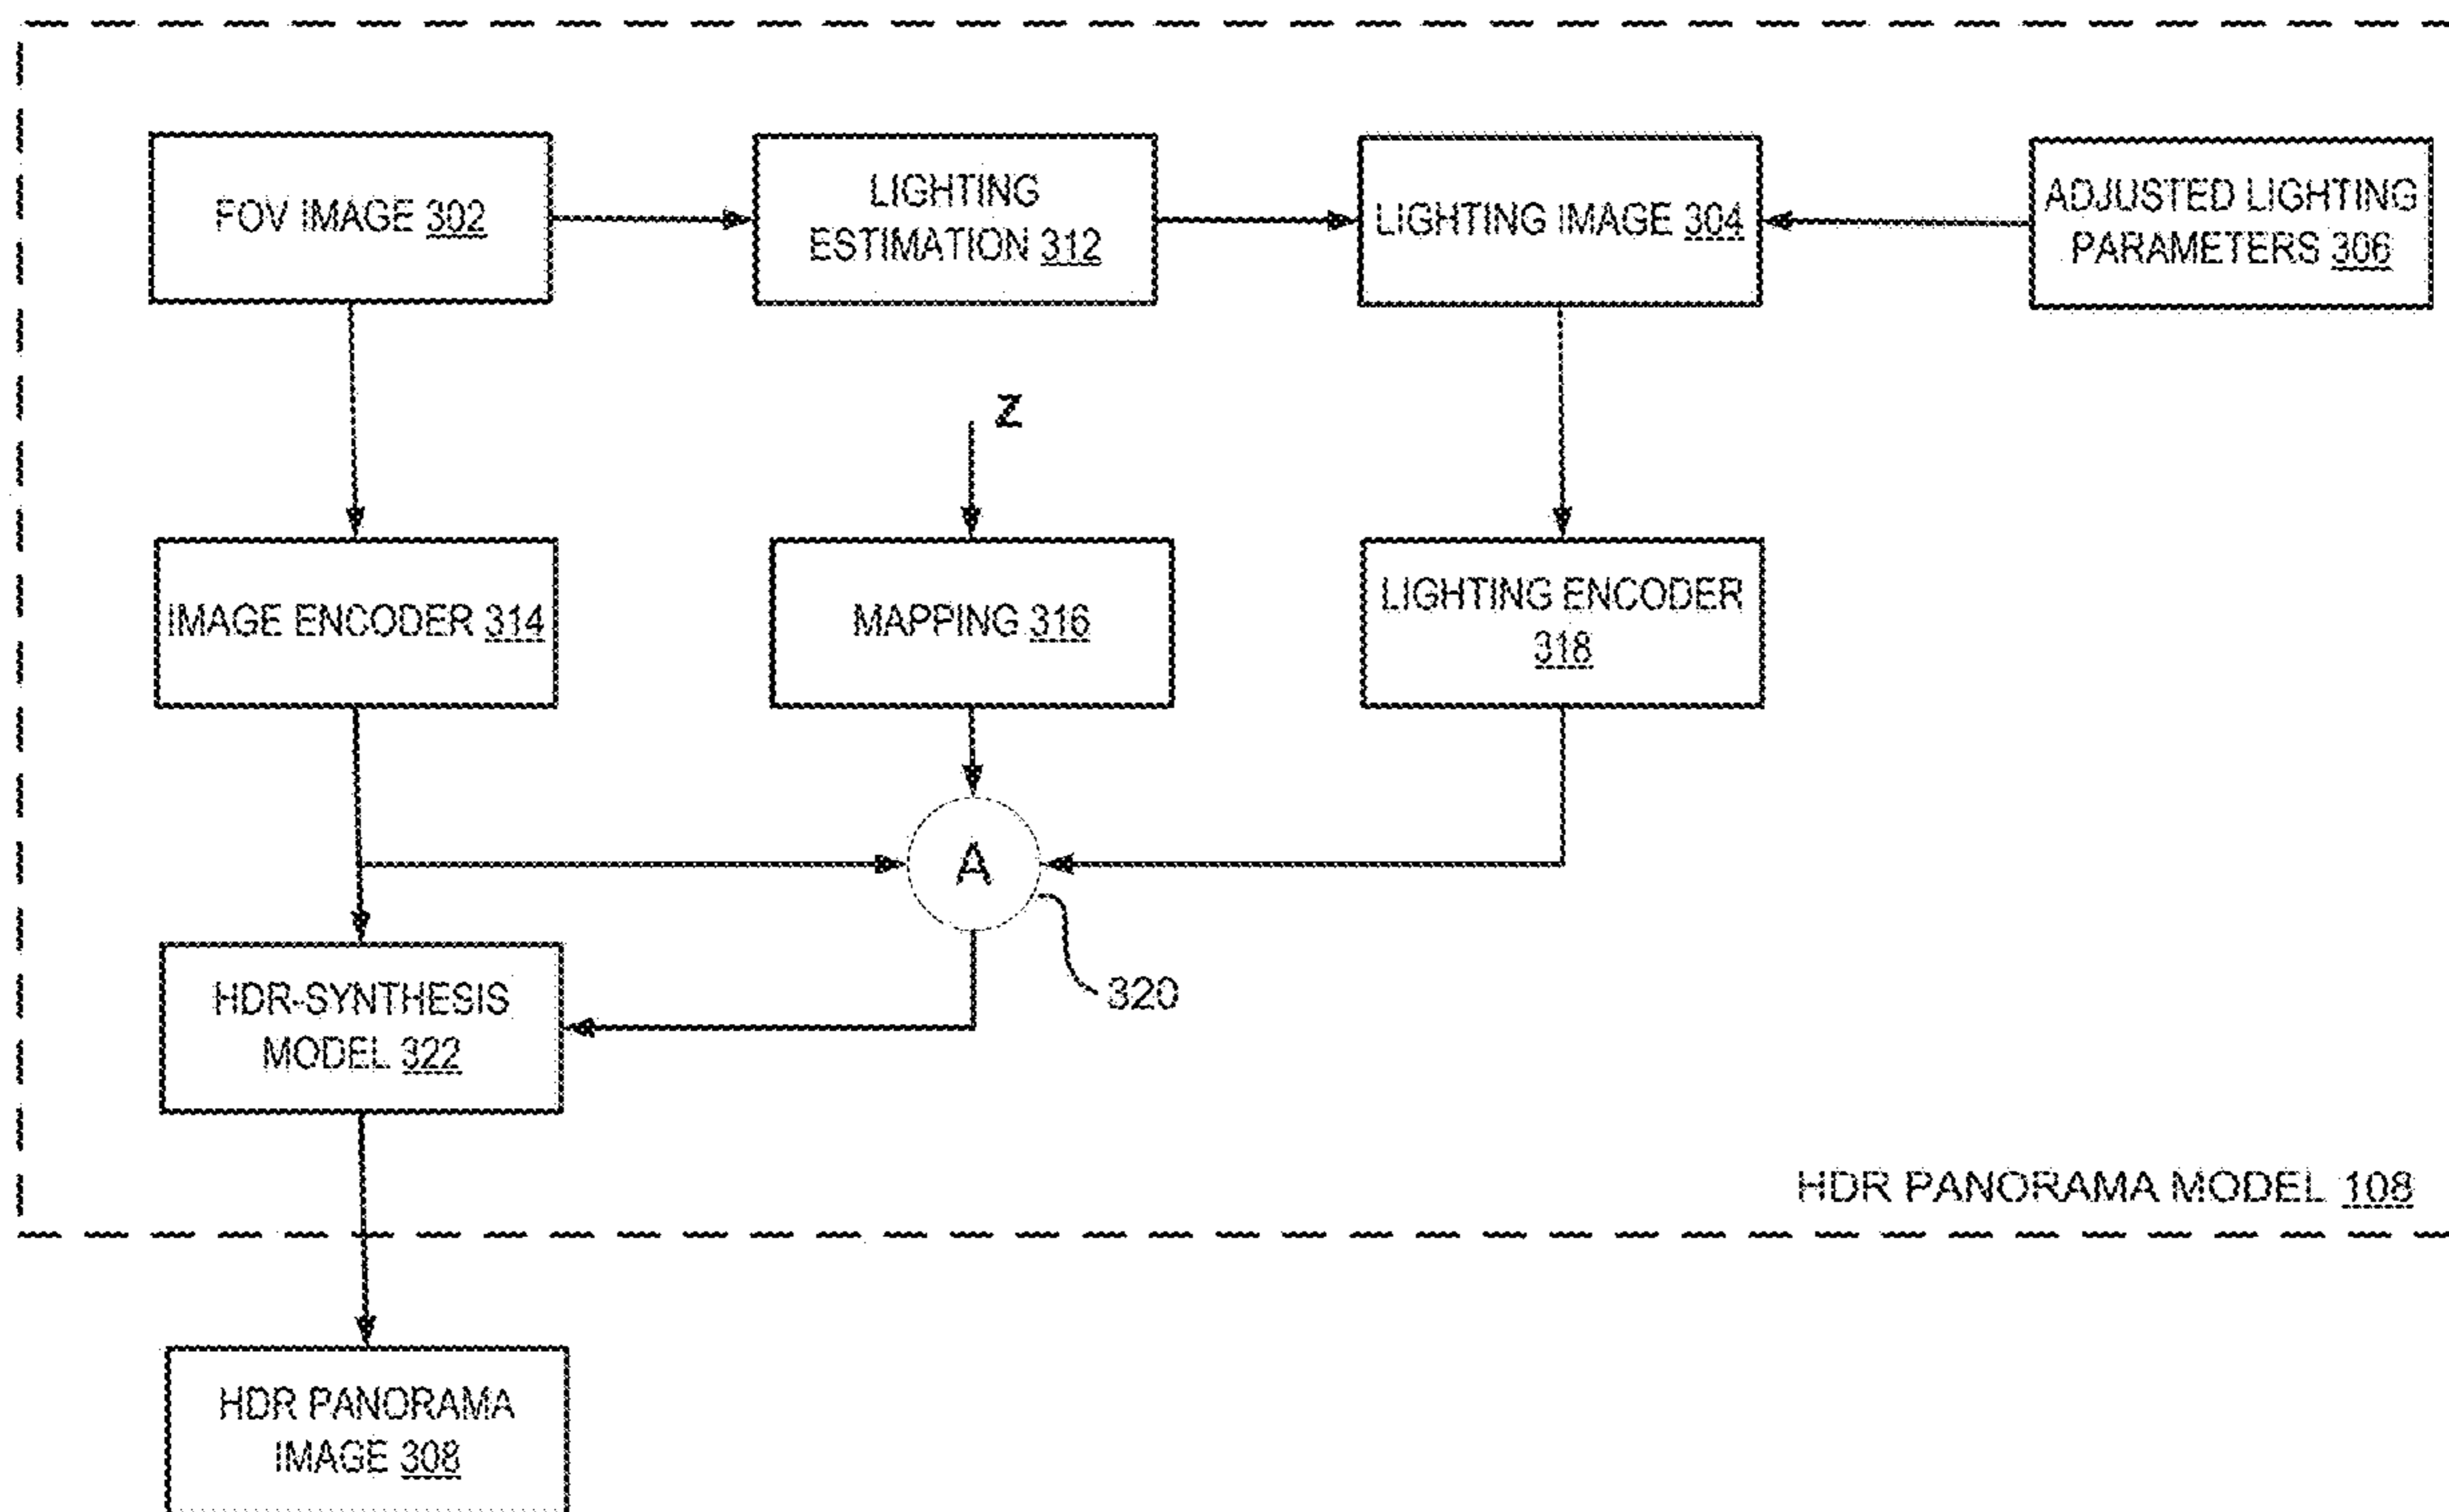 FOV IMAGE 302
LIGHTING
ESTIMATION 312
LIGHTING IMAGE 304
ADJUSTED LIGHTING
PARAMETERS 306
Z
IMAGE ENCODER 314
MAPPING 316
LIGHTING ENCODER
318
A
320
HDR-SYNTHESIS
MODEL 322
HDR PANORAMA MODEL 108
HDR PANORAMA
IMAGE 308